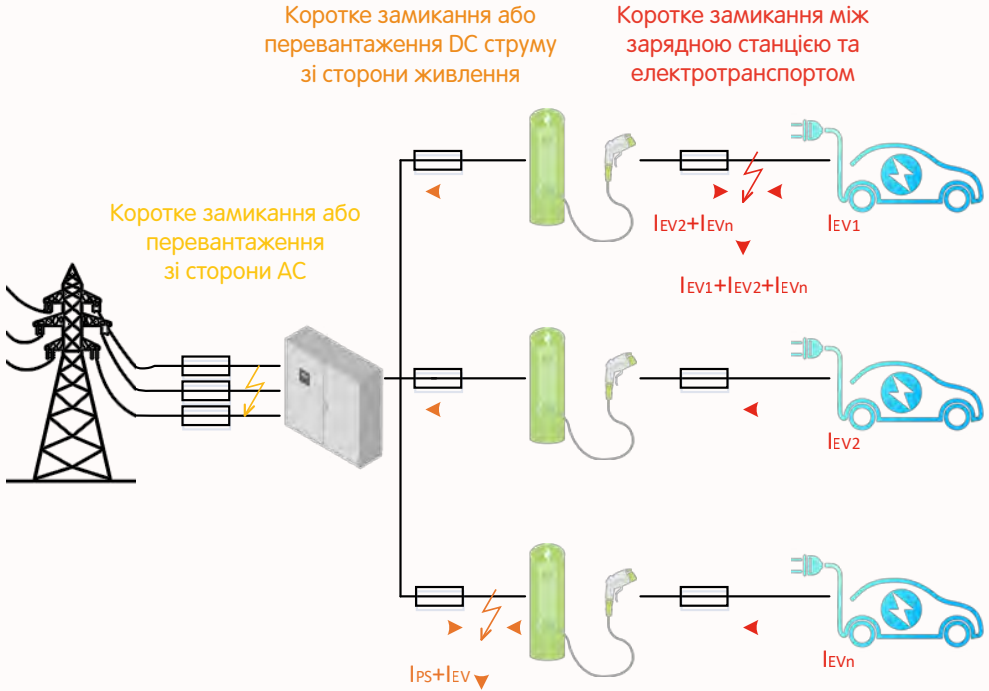 Коротке замикання або
перевантаження DC струму
зі сторони живлення
Коротке замикання між
зарядною станцією та
електротранспортом
Коротке замикання або
перевантаження
зі сторони AC
IEV2+IEVn
IEV1
IEV1+IEV2+IEVn
IEV2
IEVn
IPS+IEV